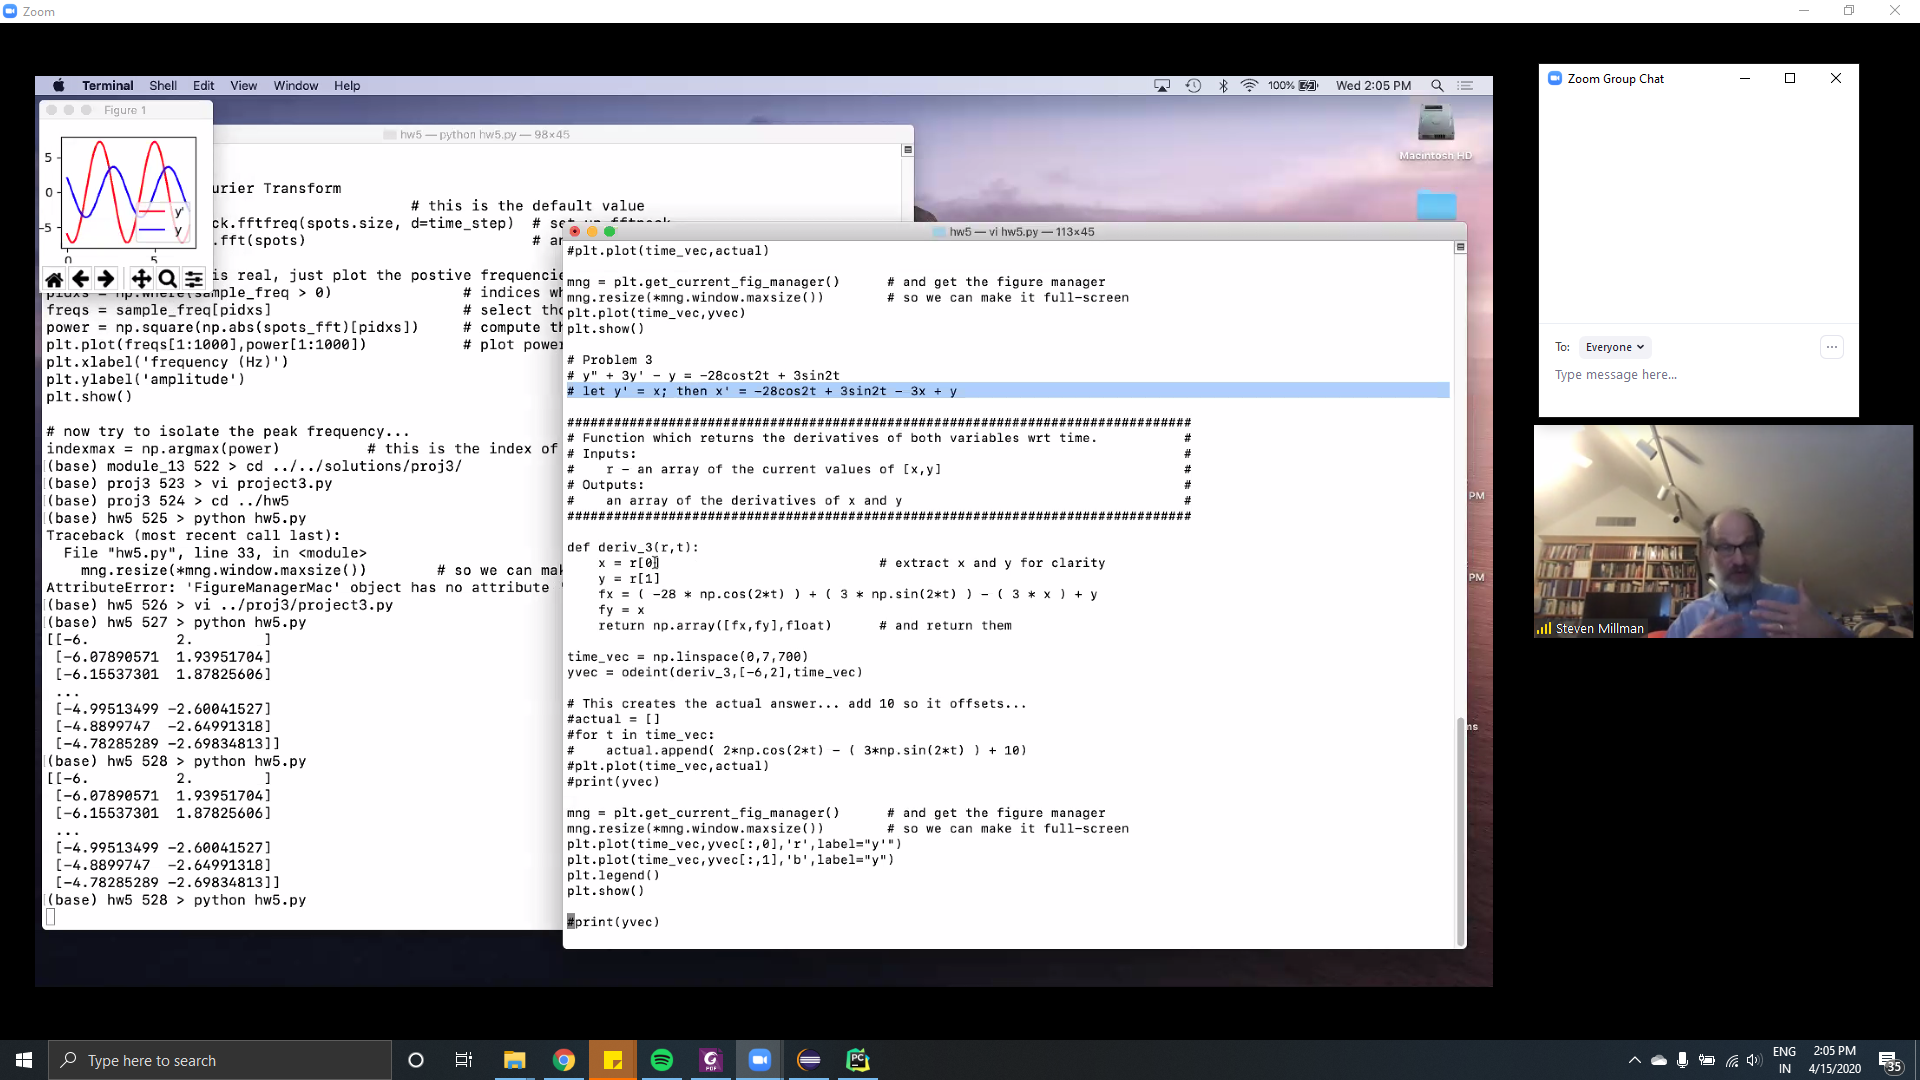 Zoom
Terminal Shell Edit View Window Help
100%
Wed 2:05 PM
Figure 1
5
0
-5
0
5
y'
y
hw5 — python hw5.py — 98×45
urier Transform
# this is the default value
ck.fftfreq(spots.size, d=time_step) # set up fftpack
.fft(spots) # a
is real, just plot the postive frequencie
pidxs = np.where(sample_freq > 0) # indices wh
freqs = sample_freq[pidxs] # select tho
power = np.square(np.abs(spots_fft)[pidxs]) # compute th
plt.plot(freqs[1:1000],power[1:1000]) # plot powe
plt.xlabel('frequency (Hz)')
plt.ylabel('amplitude')
plt.show()
# now try to isolate the peak frequency...
indexmax = np.argmax(power) # this is the index of
(base) module_13 522 > cd ../../solutions/proj3/
(base) proj3 523 > vi project3.py
(base) proj3 524 > cd ../hw5
(base) hw5 525 > python hw5.py
Traceback (most recent call last):
File "hw5.py", line 33, in <module>
mng.resize(*mng.window.maxsize()) # so we can mak
AttributeError: 'FigureManagerMac' object has no attribute '
(base) hw5 526 > vi ../proj3/project3.py
(base) hw5 527 > python hw5.py
[[-6. 2. ]
[-6.07890571 1.93951704]
[-6.15537301 1.87825606]
...
[-4.99513499 -2.60041527]
[-4.8899747 -2.64991318]
[-4.78285289 -2.69834813]]
(base) hw5 528 > python hw5.py
[[-6. 2. ]
[-6.07890571 1.93951704]
[-6.15537301 1.87825606]
...
[-4.99513499 -2.60041527]
[-4.8899747 -2.64991318]
[-4.78285289 -2.69834813]]
(base) hw5 528 > python hw5.py
hw5 — vi hw5.py — 113×45
#plt.plot(time_vec,actual)
mng = plt.get_current_fig_manager() # and get the figure manager
mng.resize(*mng.window.maxsize()) # so we can make it full-screen
plt.plot(time_vec,yvec)
plt.show()
# Problem 3
# y" + 3y' - y = -28cost2t + 3sin2t
# let y' = x; then x' = -28cos2t + 3sin2t - 3x + y
#################################################################################
# Function which returns the derivatives of both variables wrt time. #
# Inputs: #
# r - an array of the current values of [x,y] #
# Outputs: #
# an array of the derivatives of x and y #
#################################################################################
def deriv_3(r,t):
x = r[0] # extract x and y for clarity
y = r[1]
fx = ( -28 * np.cos(2*t) ) + ( 3 * np.sin(2*t) ) - ( 3 * x ) + y
fy = x
return np.array([fx,fy],float) # and return them
time_vec = np.linspace(0,7,700)
yvec = odeint(deriv_3,[-6,2],time_vec)
# This creates the actual answer... add 10 so it offsets...
#actual = []
#for t in time_vec:
# actual.append( 2*np.cos(2*t) - ( 3*np.sin(2*t) ) + 10)
#plt.plot(time_vec,actual)
#print(yvec)
mng = plt.get_current_fig_manager() # and get the figure manager
mng.resize(*mng.window.maxsize()) # so we can make it full-screen
plt.plot(time_vec,yvec[:,0],'r',label="y'")
plt.plot(time_vec,yvec[:,1],'b',label="y")
plt.legend()
plt.show()
#print(yvec)
Macintosh HD
PM
PM
ms
Zoom Group Chat
To: Everyone
Type message here...
Steven Millman
Type here to search
PDF
PC
ENG
IN
2:05 PM
4/15/2020
35